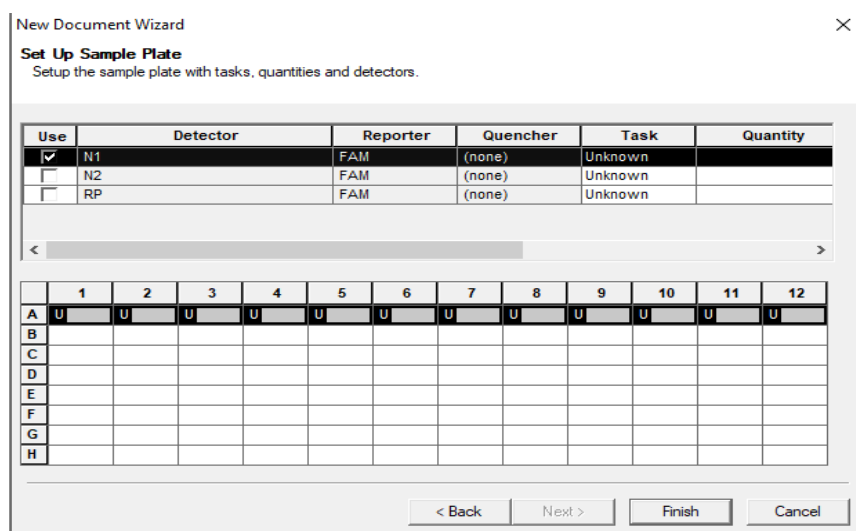 New Document Wizard
Set Up Sample Plate
Setup the sample plate with tasks, quantities and detectors.
Use Detector Reporter Quencher Task Quantity
N1 FAM (none) Unknown
N2 FAM (none) Unknown
RP FAM (none) Unknown
1 2 3 4 5 6 7 8 9 10 11 12
A U U U U U U U U U U U U
B
C
D
E
F
G
H
< Back Next > Finish Cancel